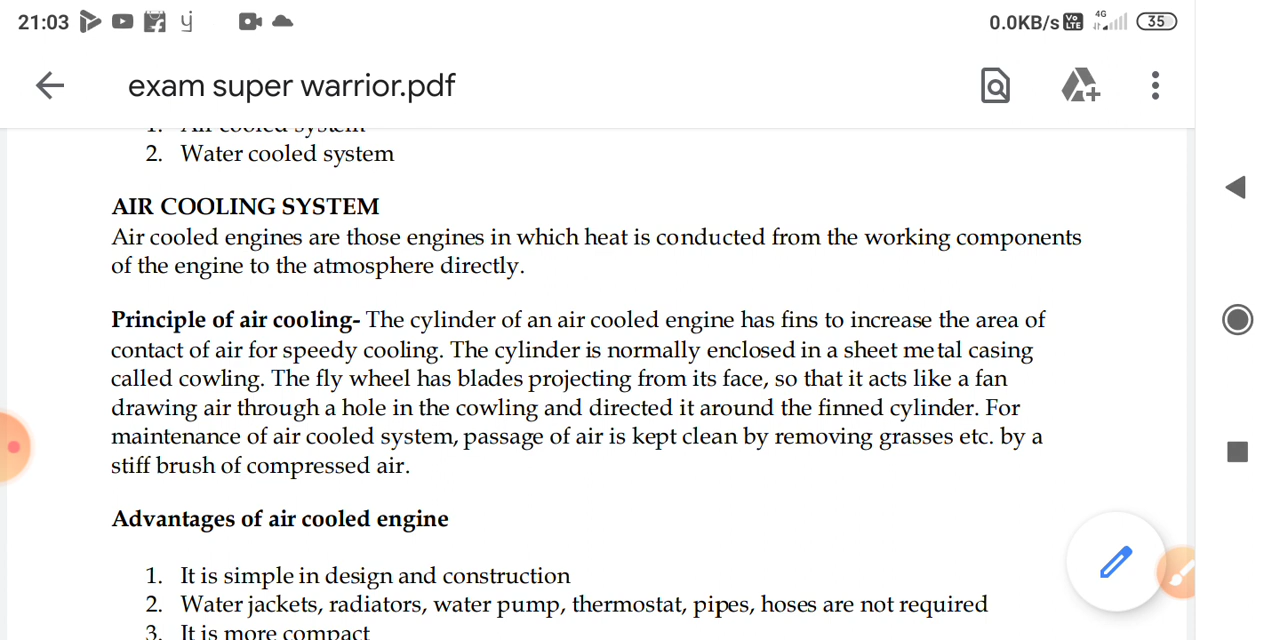 21:03
0.0KB/s Vo LTE 4G 35
exam super warrior.pdf
1. Air cooled system
2. Water cooled system
AIR COOLING SYSTEM
Air cooled engines are those engines in which heat is conducted from the working components
of the engine to the atmosphere directly.
Principle of air cooling- The cylinder of an air cooled engine has fins to increase the area of
contact of air for speedy cooling. The cylinder is normally enclosed in a sheet metal casing
called cowling. The fly wheel has blades projecting from its face, so that it acts like a fan
drawing air through a hole in the cowling and directed it around the finned cylinder. For
maintenance of air cooled system, passage of air is kept clean by removing grasses etc. by a
stiff brush of compressed air.
Advantages of air cooled engine
1. It is simple in design and construction
2. Water jackets, radiators, water pump, thermostat, pipes, hoses are not required
3. It is more compact